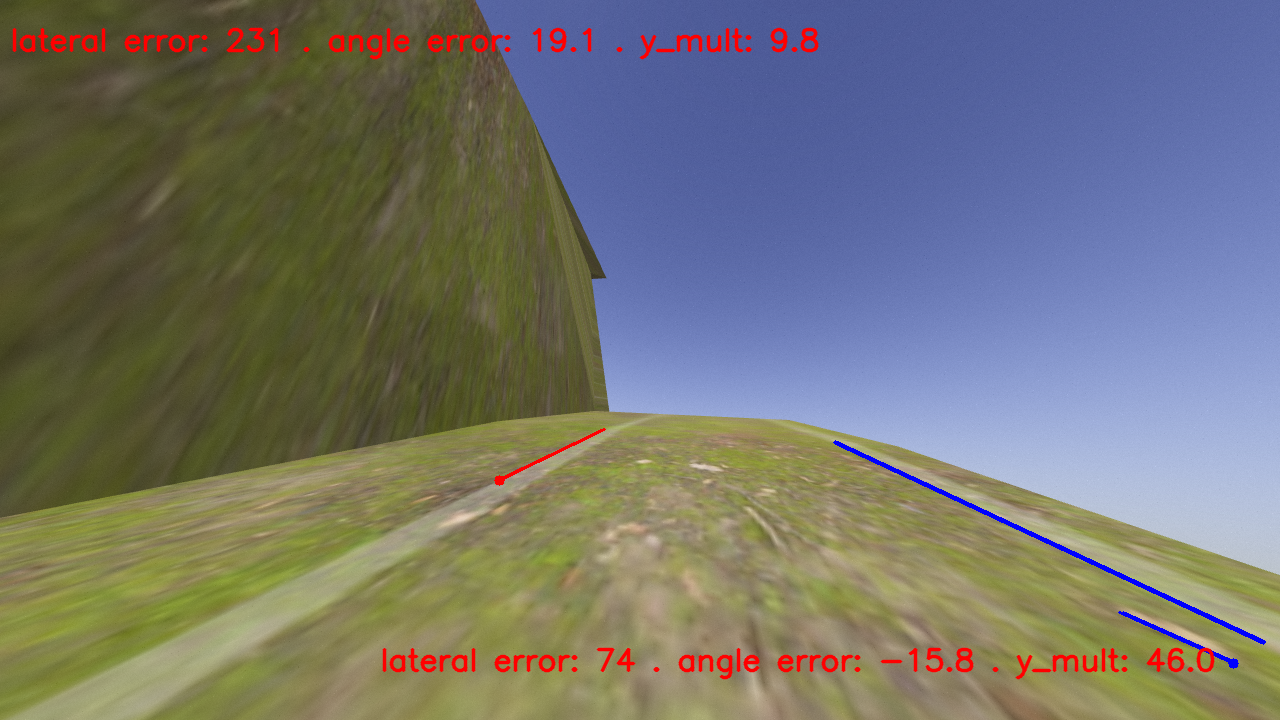 lateral error: 231 . angle error: 19.1 . y_mult: 9.8
lateral error: 74 . angle error: -15.8 . y_mult: 46.0